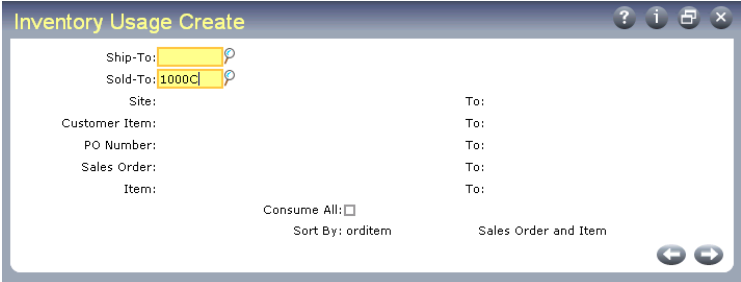 Inventory Usage Create ? i
Ship-To:
Sold-To: 1000C
Site: To:
Customer Item: To:
PO Number: To:
Sales Order: To:
Item: To:
Consume All:
Sort By: orditem Sales Order and Item